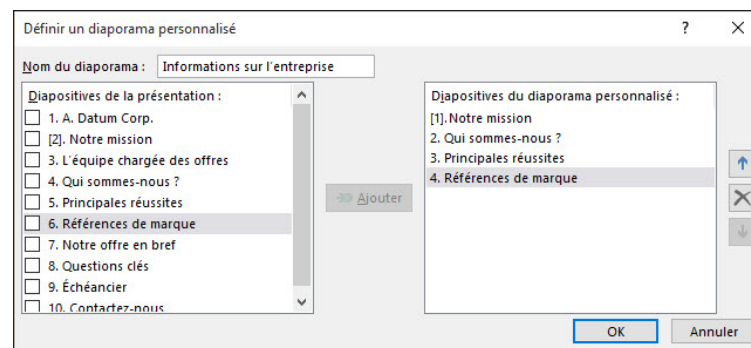 Définir un diaporama personnalisé
Nom du diaporama : Informations sur l'entreprise
Diapositives de la présentation :
1. A. Datum Corp.
[2]. Notre mission
3. L'équipe chargée des offres
4. Qui sommes-nous ?
5. Principales réussites
6. Références de marque
7. Notre offre en bref
8. Questions clés
9. Échéancier
10. Contactez-nous
Ajouter
Diapositives du diaporama personnalisé :
[1]. Notre mission
2. Qui sommes-nous ?
3. Principales réussites
4. Références de marque
OK
Annuler